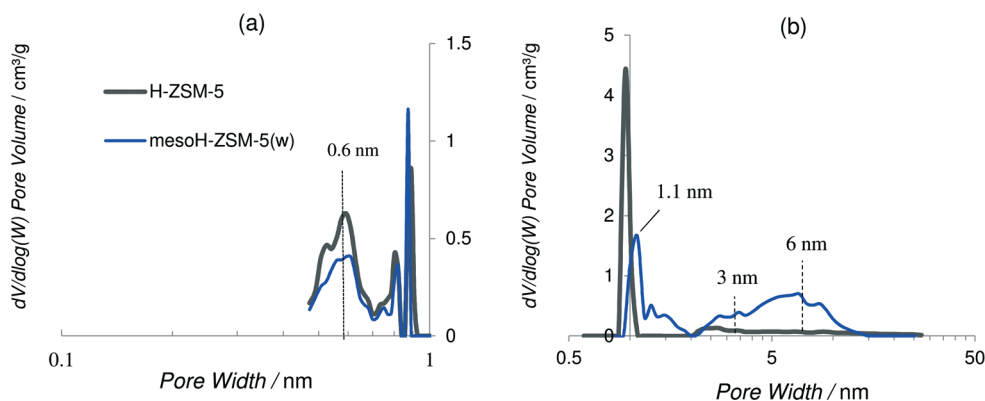 (a)
dV/dlog(W) Pore Volume / cm³/g
H-ZSM-5
mesoH-ZSM-5(w)
0.6 nm
1.5
1
0.5
0
0.1
1
Pore Width / nm
(b)
dV/dlog(W) Pore Volume / cm³/g
5
4
3
2
1
0
1.1 nm
3 nm
6 nm
0.5
5
50
Pore Width / nm